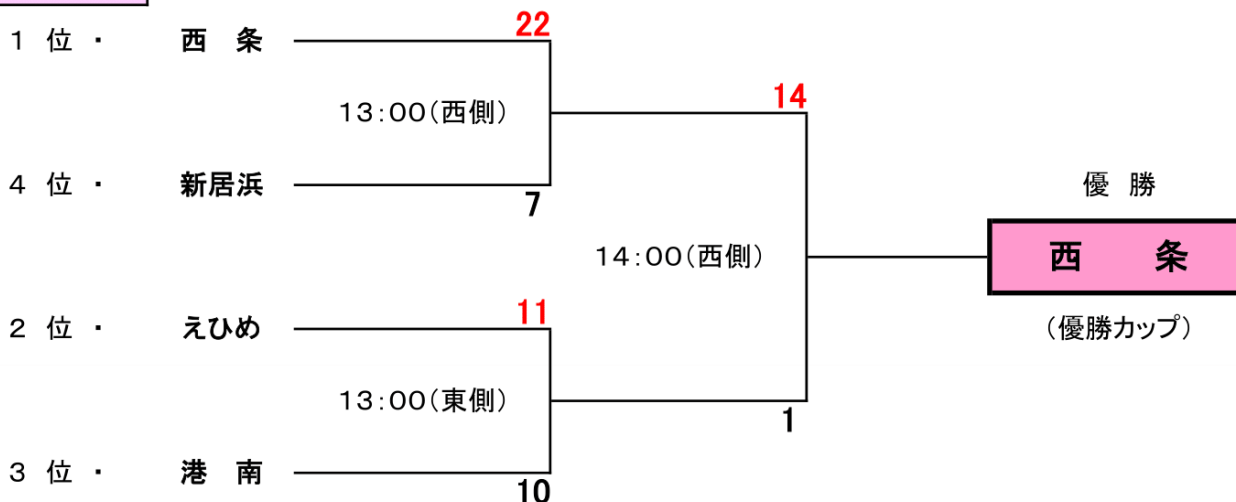 22
1 位 ・ 西 条
14
13:00(西側)
4 位 ・ 新居浜
7
優 勝
14:00(西側)
西 条
11
2 位 ・ えひめ
(優勝カップ)
13:00(東側)
1
3 位 ・ 港 南
10